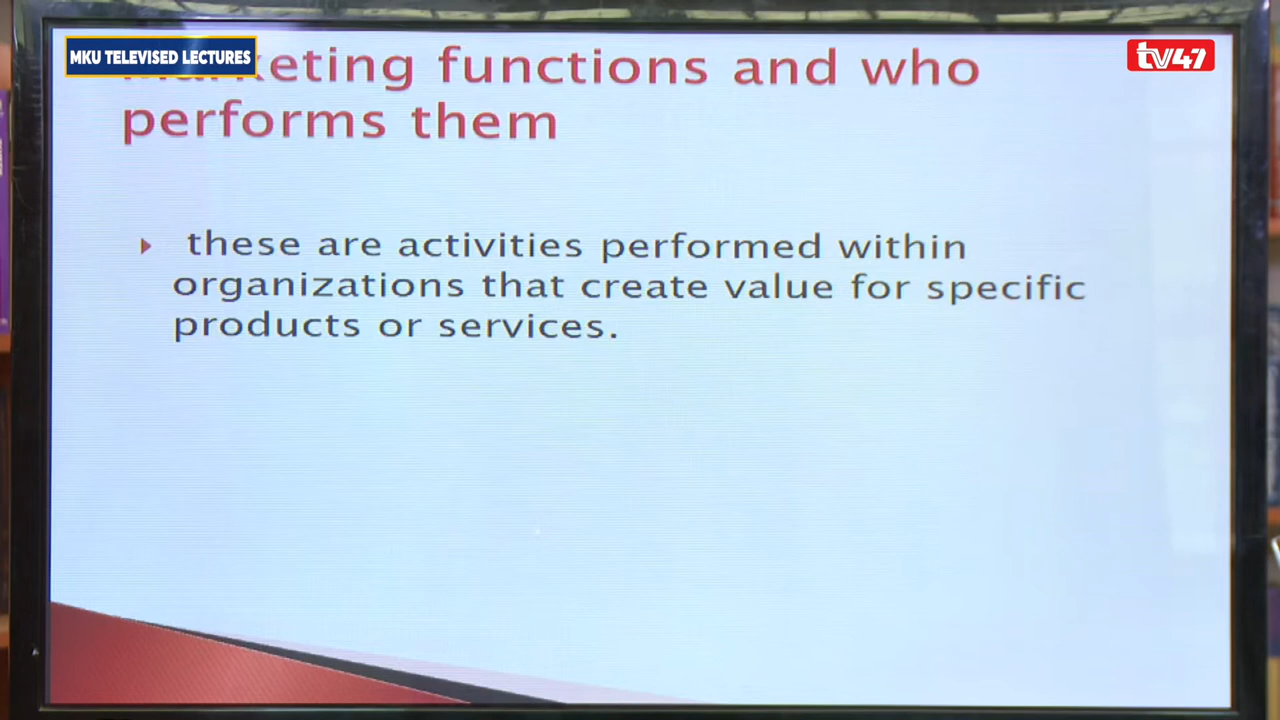 MKU TELEVISED LECTURES
tv47
Marketing functions and who
performs them
these are activities performed within
organizations that create value for specific
products or services.